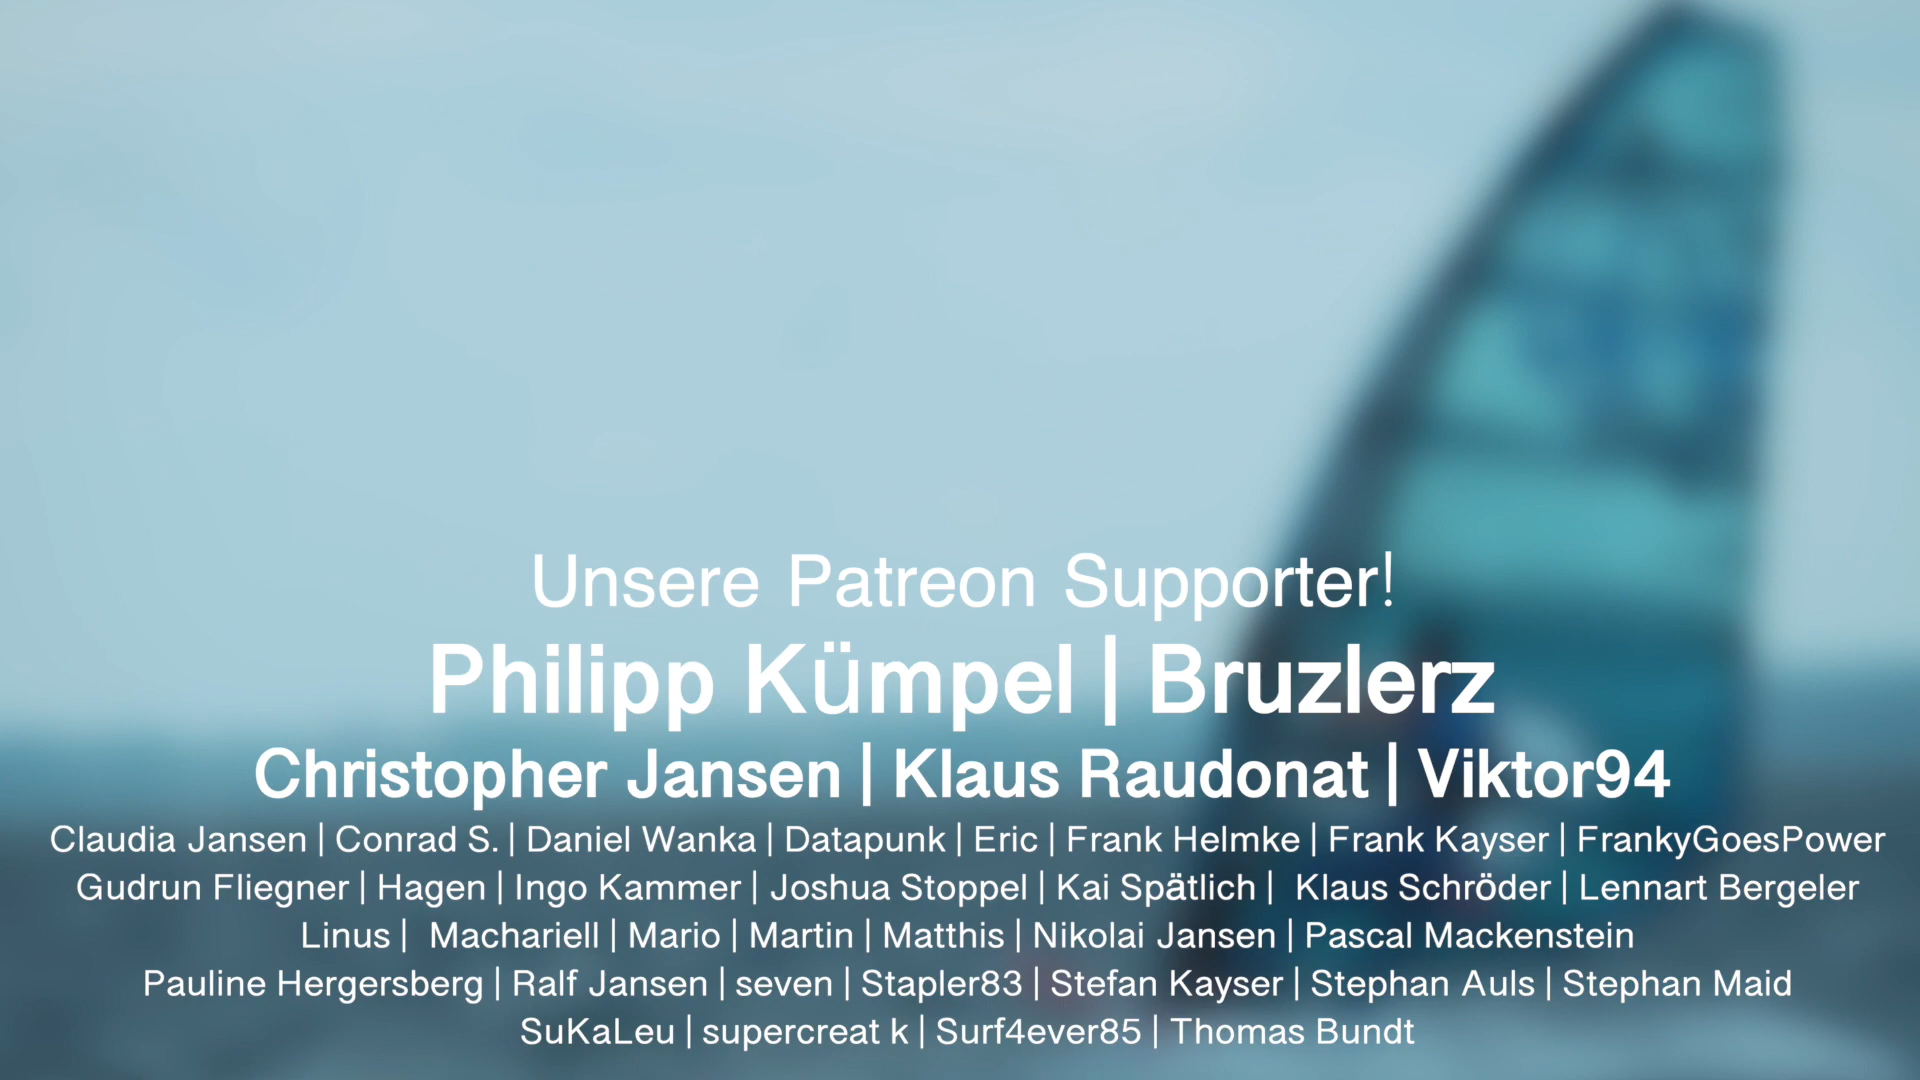 Unsere Patreon Supporter!
Philipp Kümpel | Bruzlerz
Christopher Jansen | Klaus Raudonat | Viktor94
Claudia Jansen | Conrad S. | Daniel Wanka | Datapunk | Eric | Frank Helmke | Frank Kayser | FrankyGoesPower
Gudrun Fliegner | Hagen | Ingo Kammer | Joshua Stoppel | Kai Spätlich | Klaus Schröder | Lennart Bergeler
Linus | Machariell | Mario | Martin | Matthis | Nikolai Jansen | Pascal Mackenstein
Pauline Hergersberg | Ralf Jansen | seven | Stapler83 | Stefan Kayser | Stephan Auls | Stephan Maid
SuKaLeu | supercreat k | Surf4ever85 | Thomas Bundt